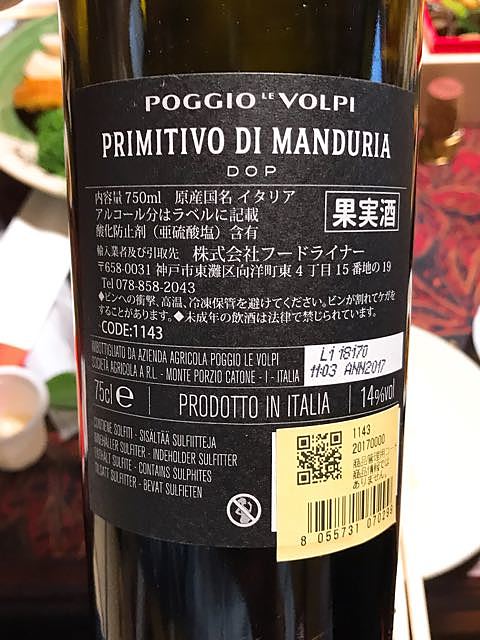 POGGIO LE VOLPI
PRIMITIVO DI MANDURIA
DOP
内容量 750ml 原産国名 イタリア
アルコール分はラベルに記載
酸化防止剤（亜硫酸塩）含有
果実酒
輸入業者及び引取先 株式会社フードライナー
〒658-0031 神戸市東灘区向洋町東4丁目15番地の19
Tel 078-858-2043
◆ビンへの衝撃、高温、冷凍保管を避けてください。ビンが割れてケガを
することがあります。◆未成年の飲酒は法律で禁じられています。
CODE:1143
IMBOTTIGLIATO DA AZIENDA AGRICOLA POGGIO LE VOLPI
SOCIETÀ AGRICOLA A R.L. - MONTE PORZIO CATONE - I - ITALIA
Li 18170
11:03 ANN2017
75cl e
PRODOTTO IN ITALIA
14%vol
CONTIENE SOLFITI - SISÄLTÄÄ SULFIITTEJA
INNEHÅLLER SULFITER - INDEHOLDER SULFITTER
CONTAINS SULPHITES
TILSATT SULFITTER - BEVAT SULFIETEN
1143
20170000
ありません。
8 055731 070